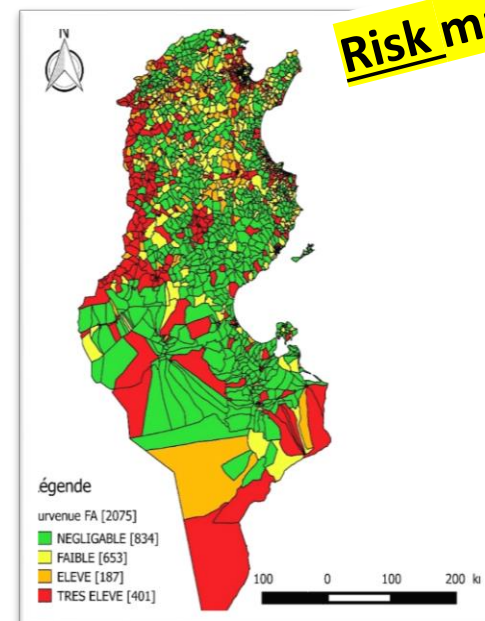 Risk m
N
égende
urvenue FA [2075]
NEGLIGABLE [834]
FAIBLE [653]
ELEVE [187]
TRES ELEVE [401]
100 0 100 200 k